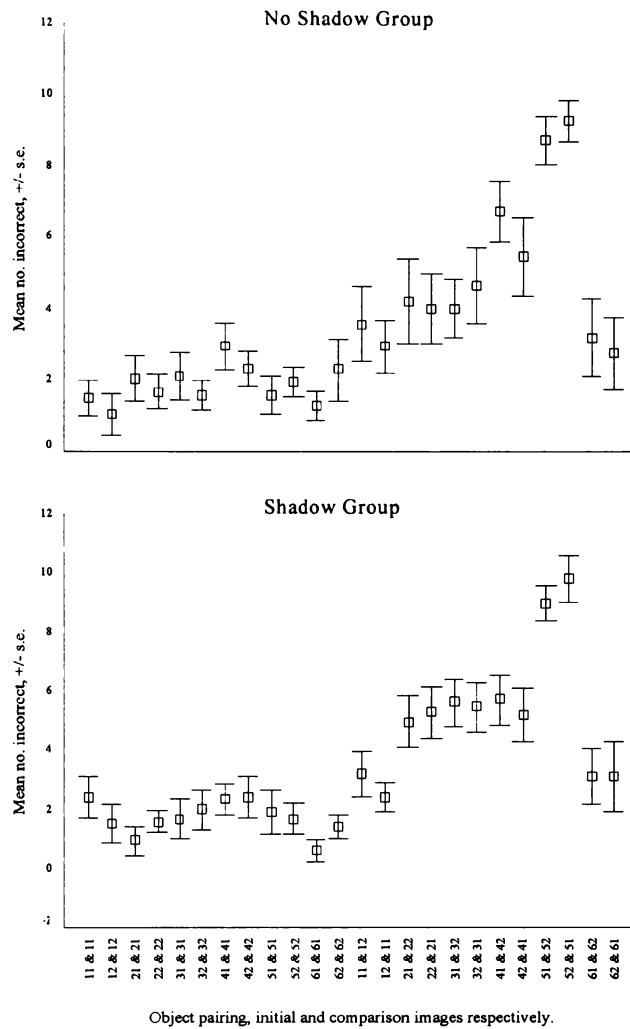 No Shadow Group
Mean no. incorrect, +/- s.e.
12
10
8
6
4
2
0
Shadow Group
Mean no. incorrect, +/- s.e.
12
10
8
6
4
2
0
-2
11 & 11
12 & 12
21 & 21
22 & 22
31 & 31
32 & 32
41 & 41
42 & 42
51 & 51
52 & 52
61 & 61
62 & 62
11 & 12
12 & 11
21 & 22
22 & 21
31 & 32
32 & 31
41 & 42
42 & 41
51 & 52
52 & 51
61 & 62
62 & 61
Object pairing, initial and comparison images respectively.